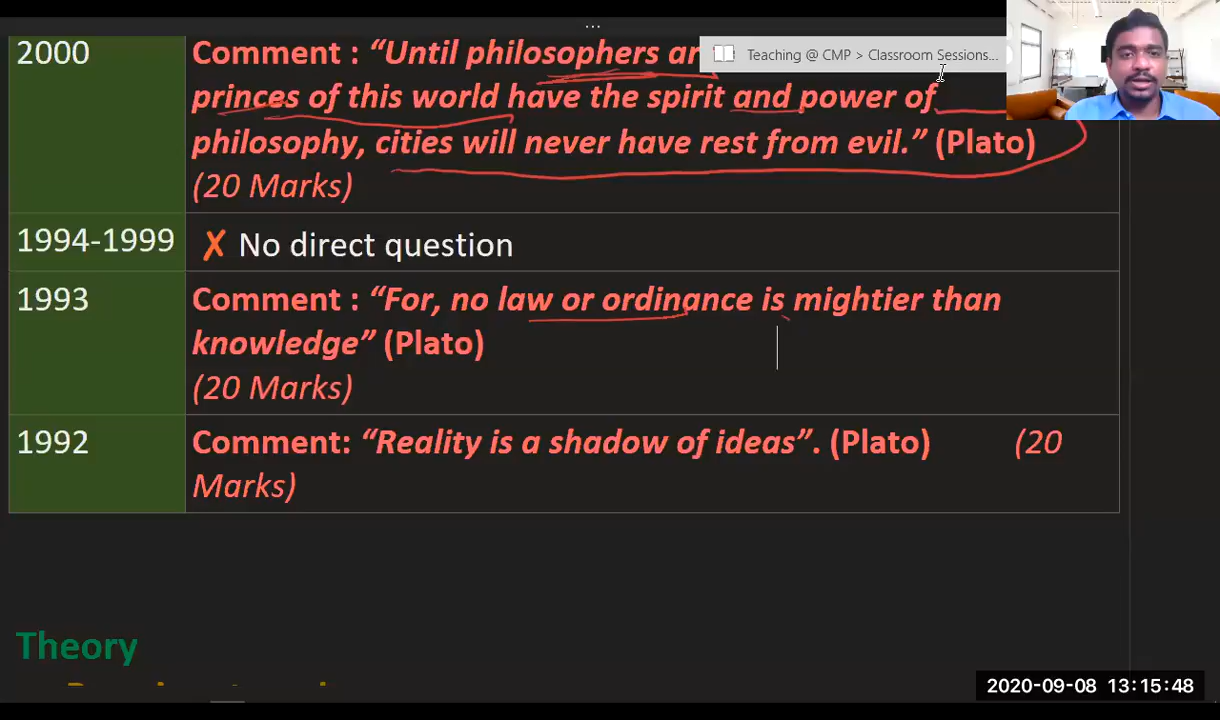 2000
Comment : “Until philosophers ar
Teaching @ CMP > Classroom Sessions...
princes of this world have the spirit and power of
philosophy, cities will never have rest from evil.” (Plato)
(20 Marks)
1994-1999
✗ No direct question
1993
Comment : “For, no law or ordinance is mightier than
knowledge” (Plato)
(20 Marks)
1992
Comment: “Reality is a shadow of ideas”. (Plato) (20
Marks)
Theory
2020-09-08 13:15:48